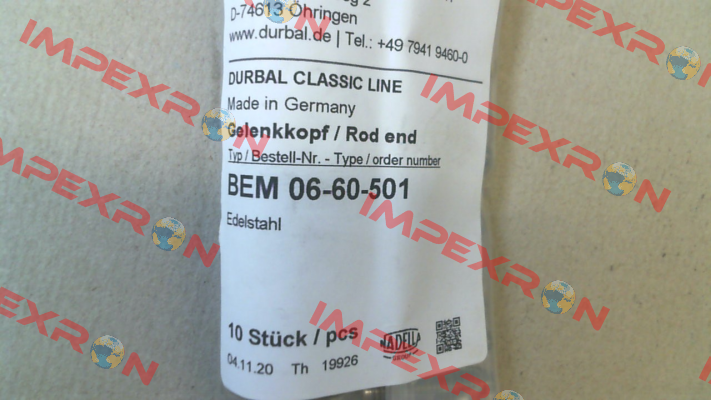 D-74613 Öhringen
www.durbal.de | Tel.: +49 7941 9460-0
DURBAL CLASSIC LINE
Made in Germany
Gelenkkopf / Rod end
Typ / Bestell-Nr. - Type / order number
BEM 06-60-501
Edelstahl
10 Stück / pcs
NADELLA
04.11.20 Th 19926
IMPEXRON
IMPEXRON
IMPEXRON
IMPEXRON
IMPEXRON
IMPEXRON